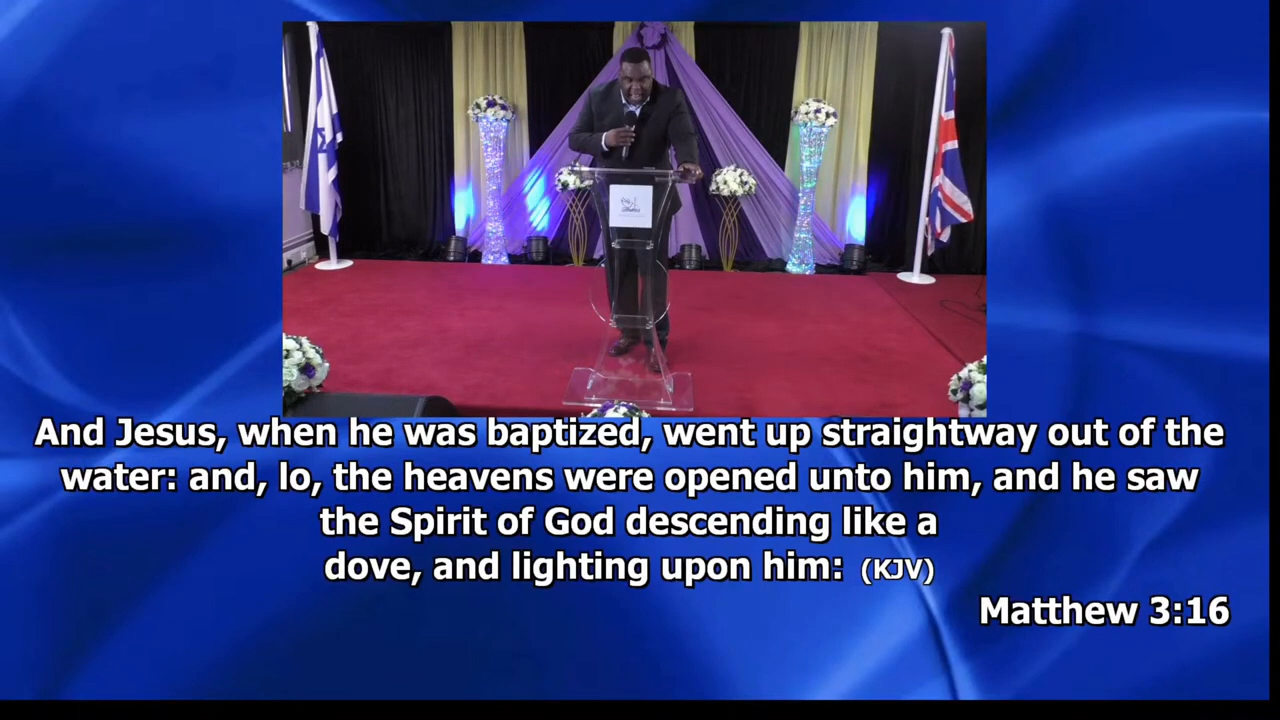 And Jesus, when he was baptized, went up straightway out of the
water: and, lo, the heavens were opened unto him, and he saw
the Spirit of God descending like a
dove, and lighting upon him: (KJV)
Matthew 3:16